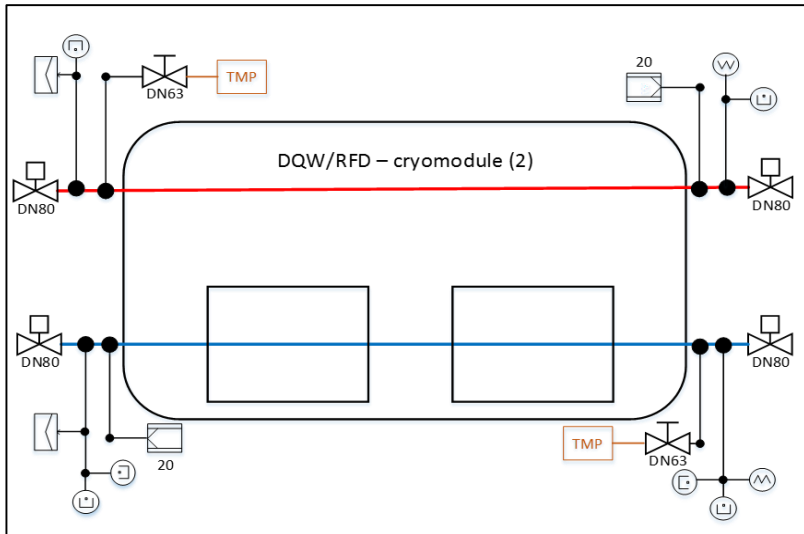 20
TMP
DN63
DQW/RFD – cryomodule (2)
DN80
DN80
DN80
DN80
TMP
20
DN63